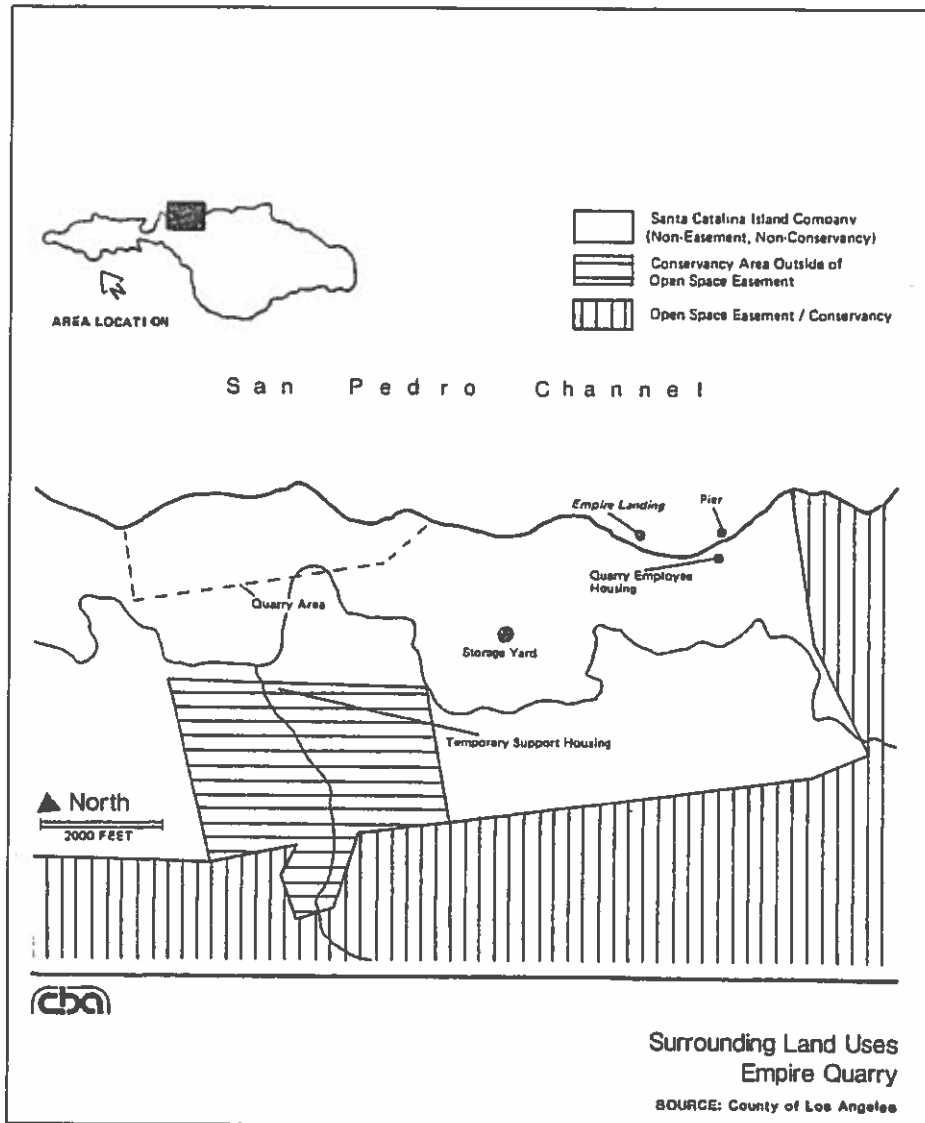 Santa Catalina Island Company
(Non-Easement, Non-Conservancy)
Conservancy Area Outside of
Open Space Easement
Open Space Easement / Conservancy
N
AREA LOCATION
San Pedro Channel
Empire Landing
Pier
Quarry Employee
Housing
Quarry Area
Storage Yard
Temporary Support Housing
North
2000 FEET
cba
Surrounding Land Uses
Empire Quarry
SOURCE: County of Los Angeles